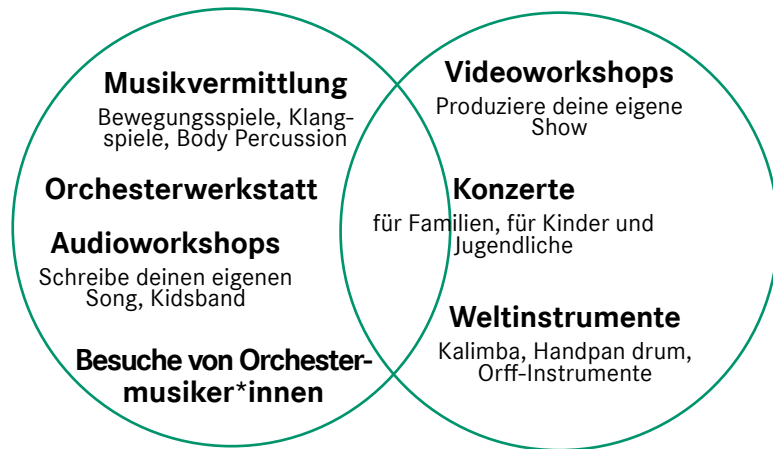 Musikvermittlung
Bewegungsspiele, Klang-
spiele, Body Percussion
Orchesterwerkstatt
Audioworkshops
Schreibe deinen eigenen
Song, Kidsband
Besuche von Orchester-
musiker*innen
Videoworkshops
Produziere deine eigene
Show
Konzerte
für Familien, für Kinder und
Jugendliche
Weltinstrumente
Kalimba, Handpan drum,
Orff-Instrumente